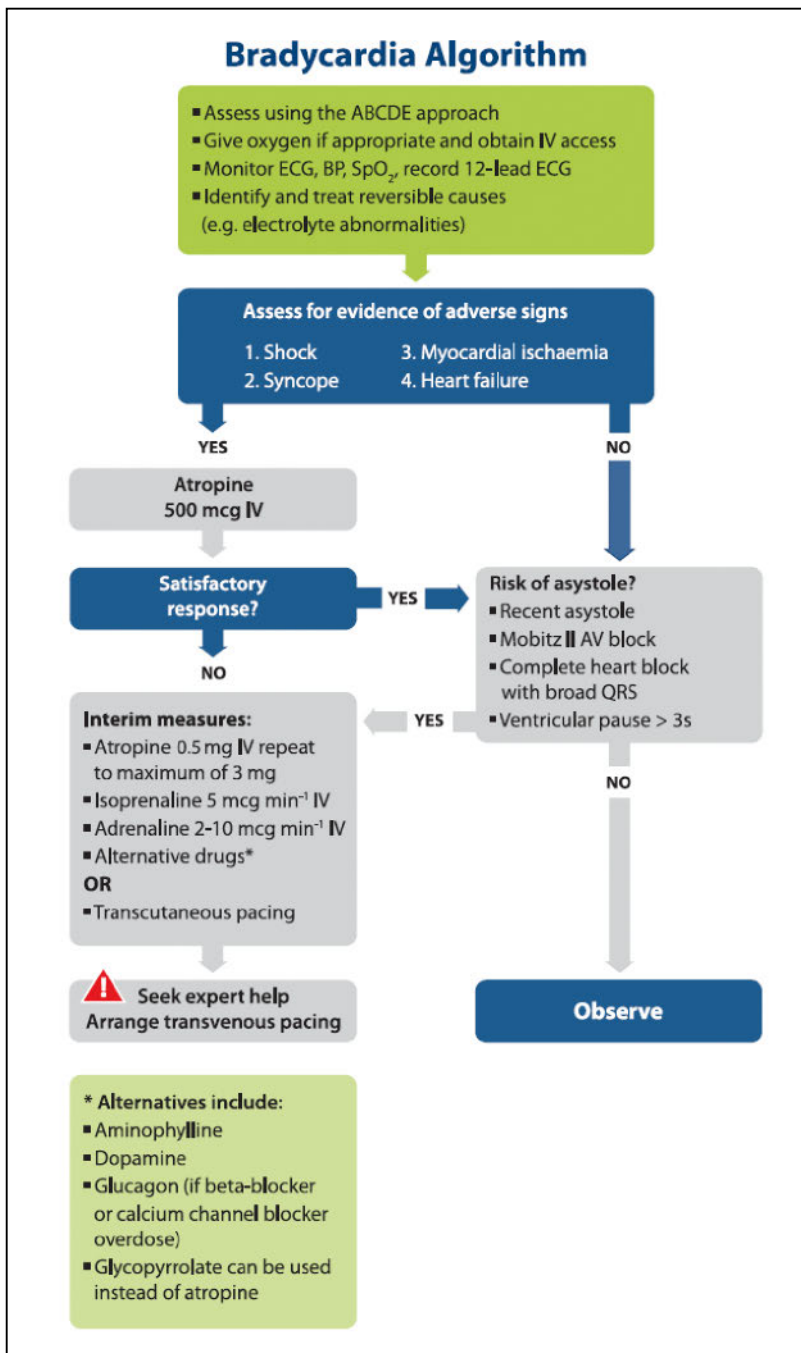 Bradycardia Algorithm
▪ Assess using the ABCDE approach
▪ Give oxygen if appropriate and obtain IV access
▪ Monitor ECG, BP, SpO₂, record 12-lead ECG
▪ Identify and treat reversible causes
(e.g. electrolyte abnormalities)
Assess for evidence of adverse signs
1. Shock
2. Syncope
3. Myocardial ischaemia
4. Heart failure
YES
NO
Atropine
500 mcg IV
Satisfactory
response?
YES
NO
Risk of asystole?
▪ Recent asystole
▪ Mobitz II AV block
▪ Complete heart block
with broad QRS
▪ Ventricular pause > 3s
YES
NO
Interim measures:
▪ Atropine 0.5 mg IV repeat
to maximum of 3 mg
▪ Isoprenaline 5 mcg min⁻¹ IV
▪ Adrenaline 2-10 mcg min⁻¹ IV
▪ Alternative drugs*
OR
▪ Transcutaneous pacing
! Seek expert help
Arrange transvenous pacing
Observe
* Alternatives include:
▪ Aminophylline
▪ Dopamine
▪ Glucagon (if beta-blocker
or calcium channel blocker
overdose)
▪ Glycopyrrolate can be used
instead of atropine